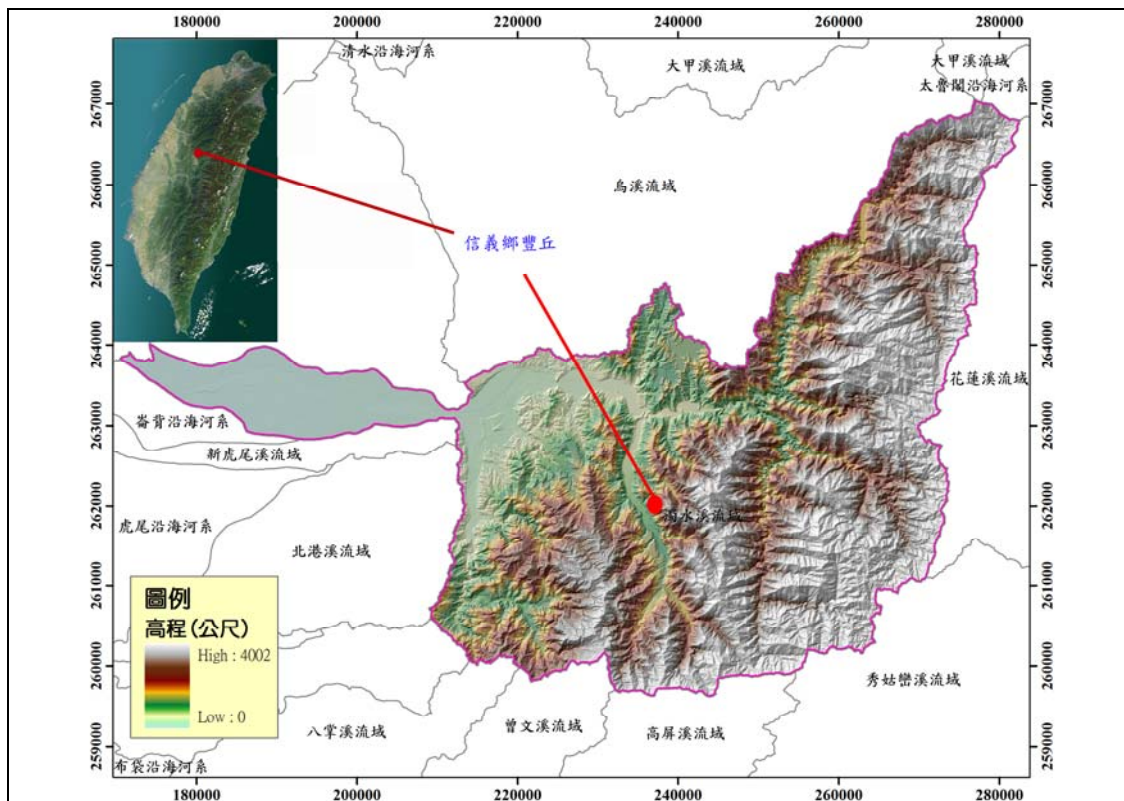 180000 200000 220000 240000 260000 280000
清水沿海河系
大甲溪流域
大甲溪流域
太魯閣沿海河系
267000
267000
烏溪流域
266000
266000
信義鄉豐丘
265000
265000
264000
264000
花蓮溪流域
崙背沿海河系
263000
263000
新虎尾溪流域
262000
262000
濁水溪流域
虎尾沿海河系
北港溪流域
261000
261000
圖例
高程(公尺)
High : 4002
Low : 0
260000
260000
秀姑巒溪流域
八掌溪流域
曾文溪流域
高屏溪流域
259000
259000
布袋沿海河系
180000 200000 220000 240000 260000 280000